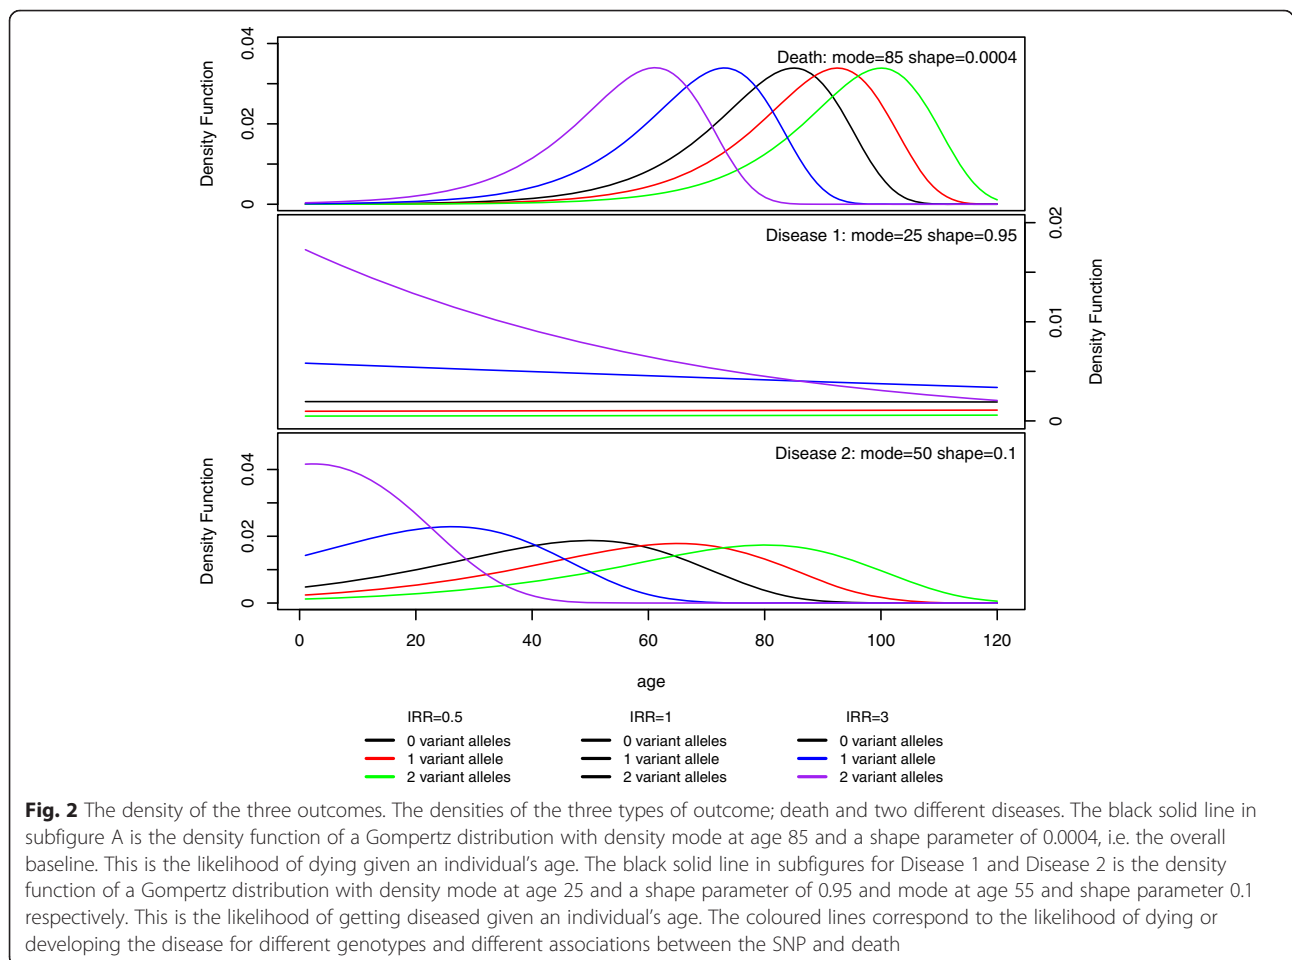 Death: mode=85 shape=0.0004
Density Function
0.04
0.02
0
Disease 1: mode=25 shape=0.95
Density Function
0.02
0.01
0
Disease 2: mode=50 shape=0.1
Density Function
0.04
0.02
0
0 20 40 60 80 100 120
age
IRR=0.5 IRR=1 IRR=3
0 variant alleles 0 variant alleles 0 variant alleles
1 variant allele 1 variant allele 1 variant allele
2 variant alleles 2 variant alleles 2 variant alleles
Fig. 2 The density of the three outcomes. The densities of the three types of outcome; death and two different diseases. The black solid line in
subfigure A is the density function of a Gompertz distribution with density mode at age 85 and a shape parameter of 0.0004, i.e. the overall
baseline. This is the likelihood of dying given an individual's age. The black solid line in subfigures for Disease 1 and Disease 2 is the density
function of a Gompertz distribution with density mode at age 25 and a shape parameter of 0.95 and mode at age 55 and shape parameter 0.1
respectively. This is the likelihood of getting diseased given an individual's age. The coloured lines correspond to the likelihood of dying or
developing the disease for different genotypes and different associations between the SNP and death